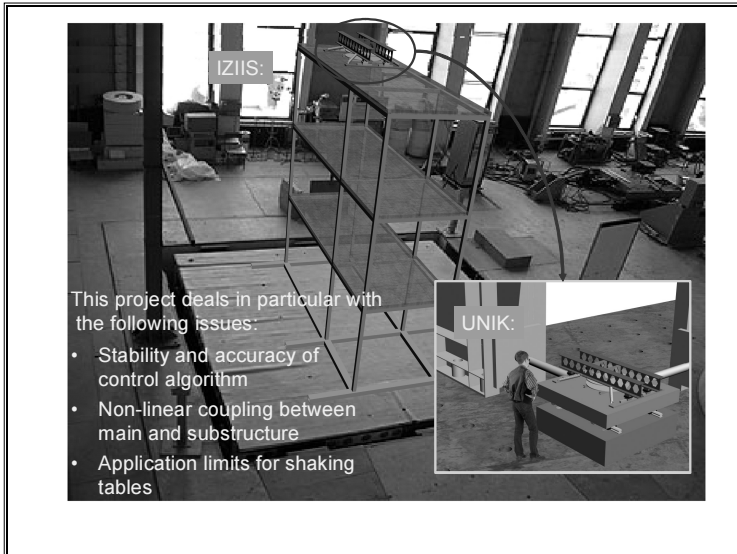 IZIIS:
This project deals in particular with
the following issues:
• Stability and accuracy of
control algorithm
• Non-linear coupling between
main and substructure
• Application limits for shaking
tables
UNIK: